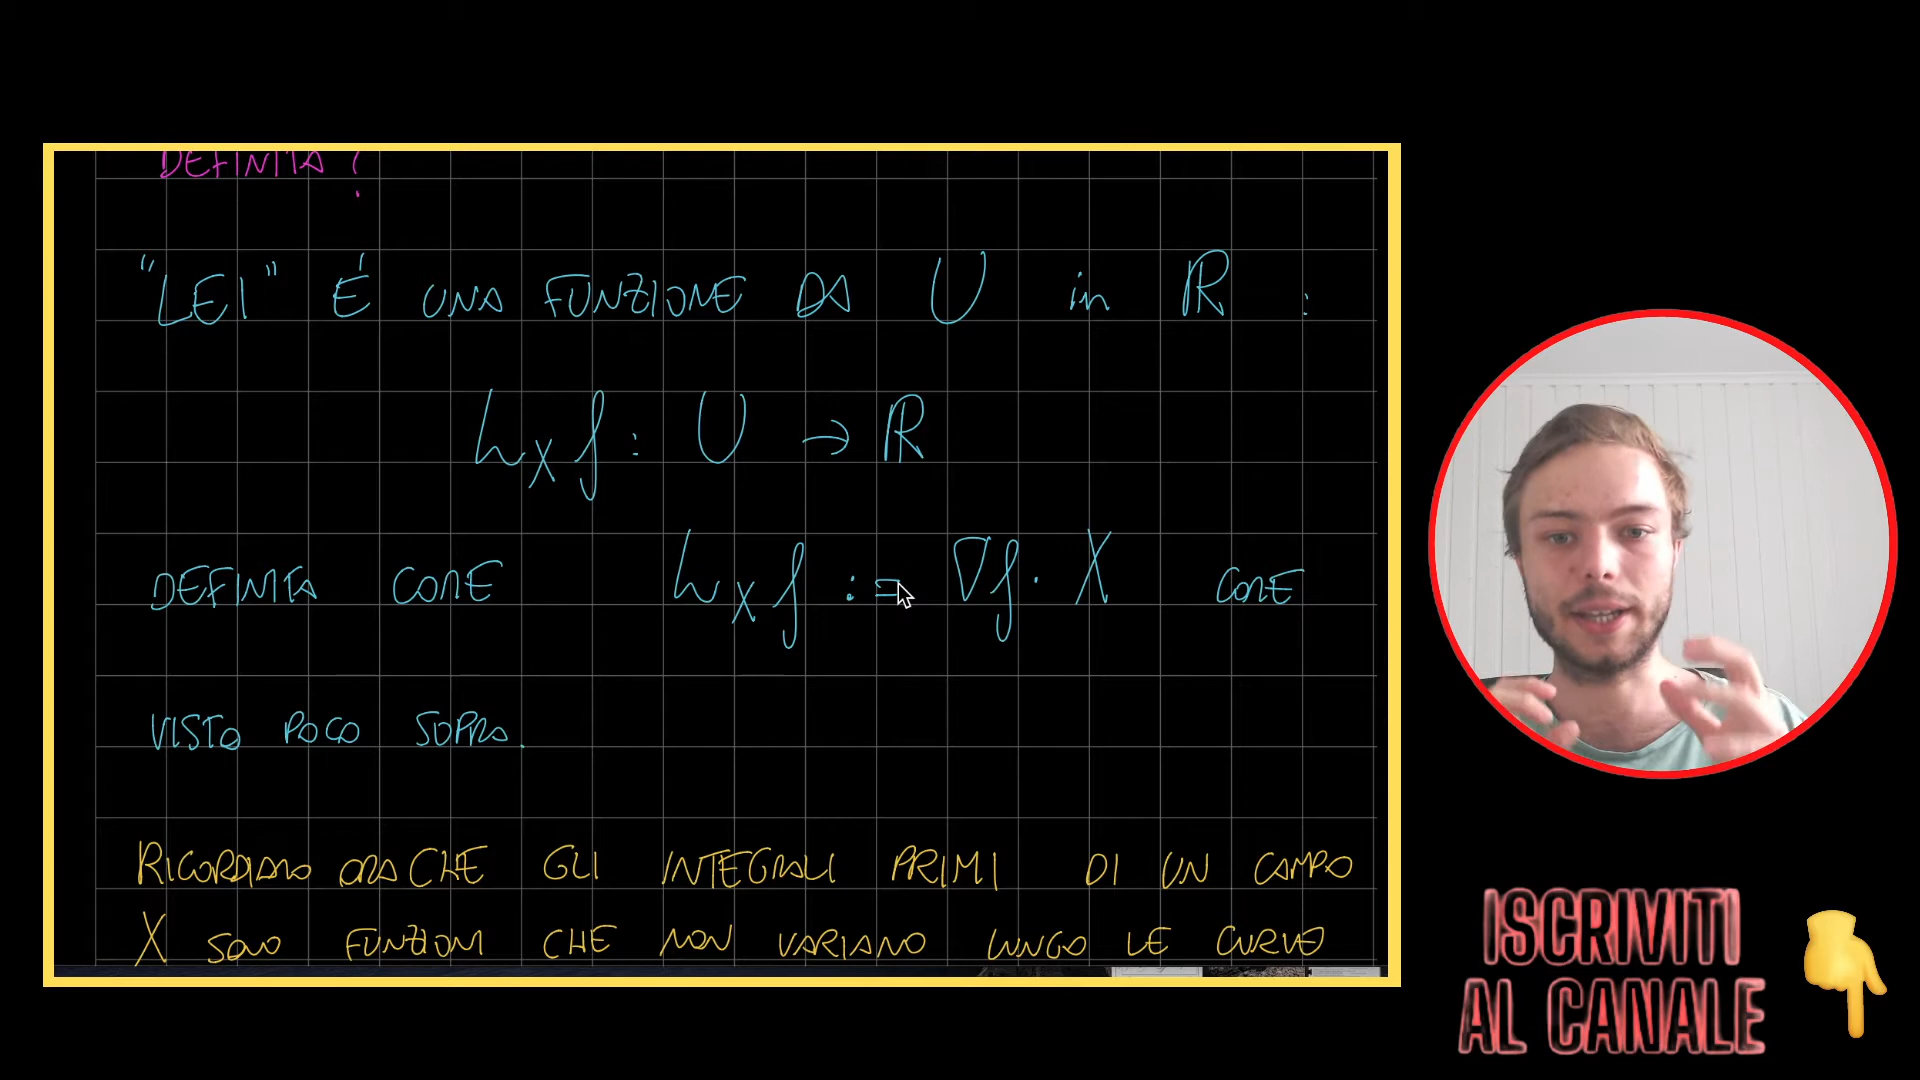 DEFINITA?
"LEI" É UNA FUNZIONE DA U in ℝ :
L_X f : U → ℝ
DEFINITA COME L_X f := ∇f · X COME
VISTO POCO SOPRA.
RICORDIAMO ORA CHE GLI INTEGRALI PRIMI DI UN CAMPO
X SONO FUNZIONI CHE NON VARIANO LUNGO LE CURVE
ISCRIVITI
AL CANALE